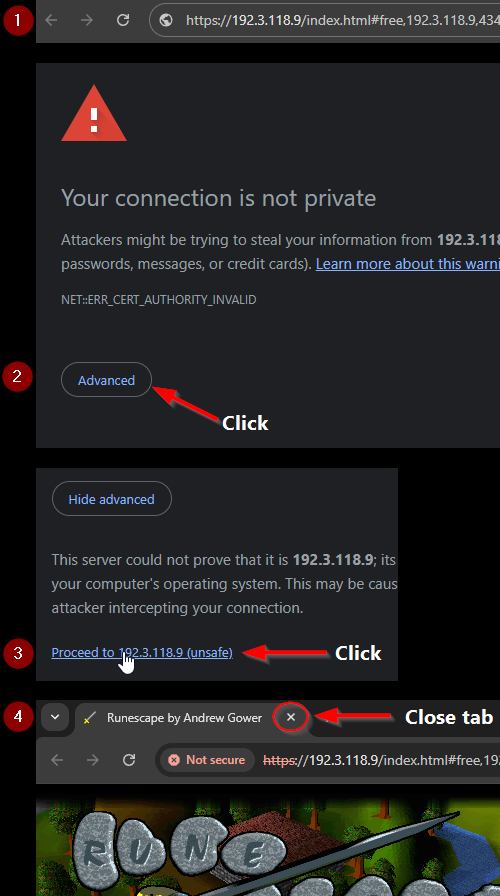 1
https://192.3.118.9/index.html#free,192.3.118.9,434
Your connection is not private
Attackers might be trying to steal your information from 192.3.118
passwords, messages, or credit cards). Learn more about this warni
NET::ERR_CERT_AUTHORITY_INVALID
2
Advanced
Click
Hide advanced
This server could not prove that it is 192.3.118.9; its
your computer's operating system. This may be caus
attacker intercepting your connection.
3
Proceed to 192.3.118.9 (unsafe)
Click
4
Runescape by Andrew Gower
Close tab
Not secure
https://192.3.118.9/index.html#free,19
RUNE